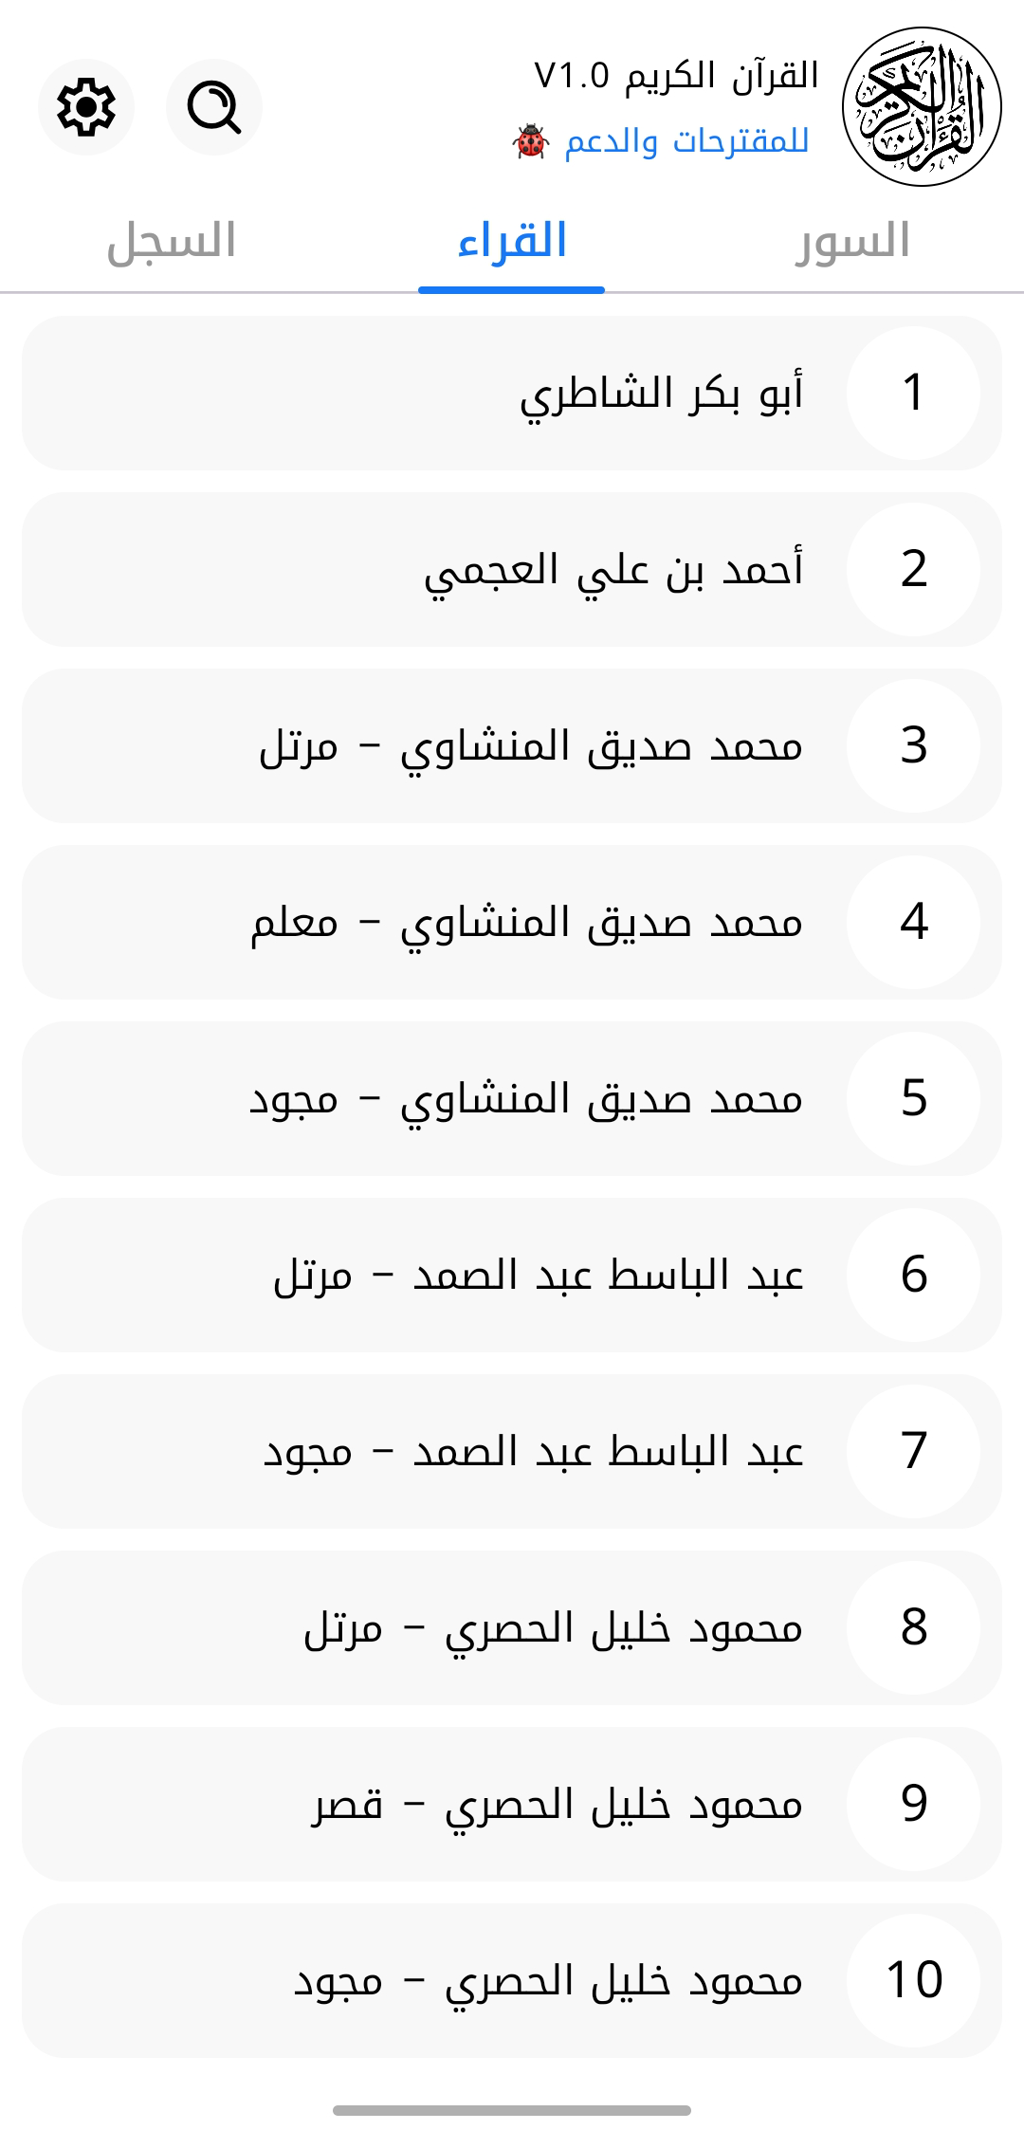 القرآن الكريم V1.0
للمقترحات والدعم 🐞
القرآن الكريم
السور
القراء
السجل
1
أبو بكر الشاطري
2
أحمد بن علي العجمي
3
محمد صديق المنشاوي – مرتل
4
محمد صديق المنشاوي – معلم
5
محمد صديق المنشاوي – مجود
6
عبد الباسط عبد الصمد – مرتل
7
عبد الباسط عبد الصمد – مجود
8
محمود خليل الحصري – مرتل
9
محمود خليل الحصري – قصر
10
محمود خليل الحصري – مجود